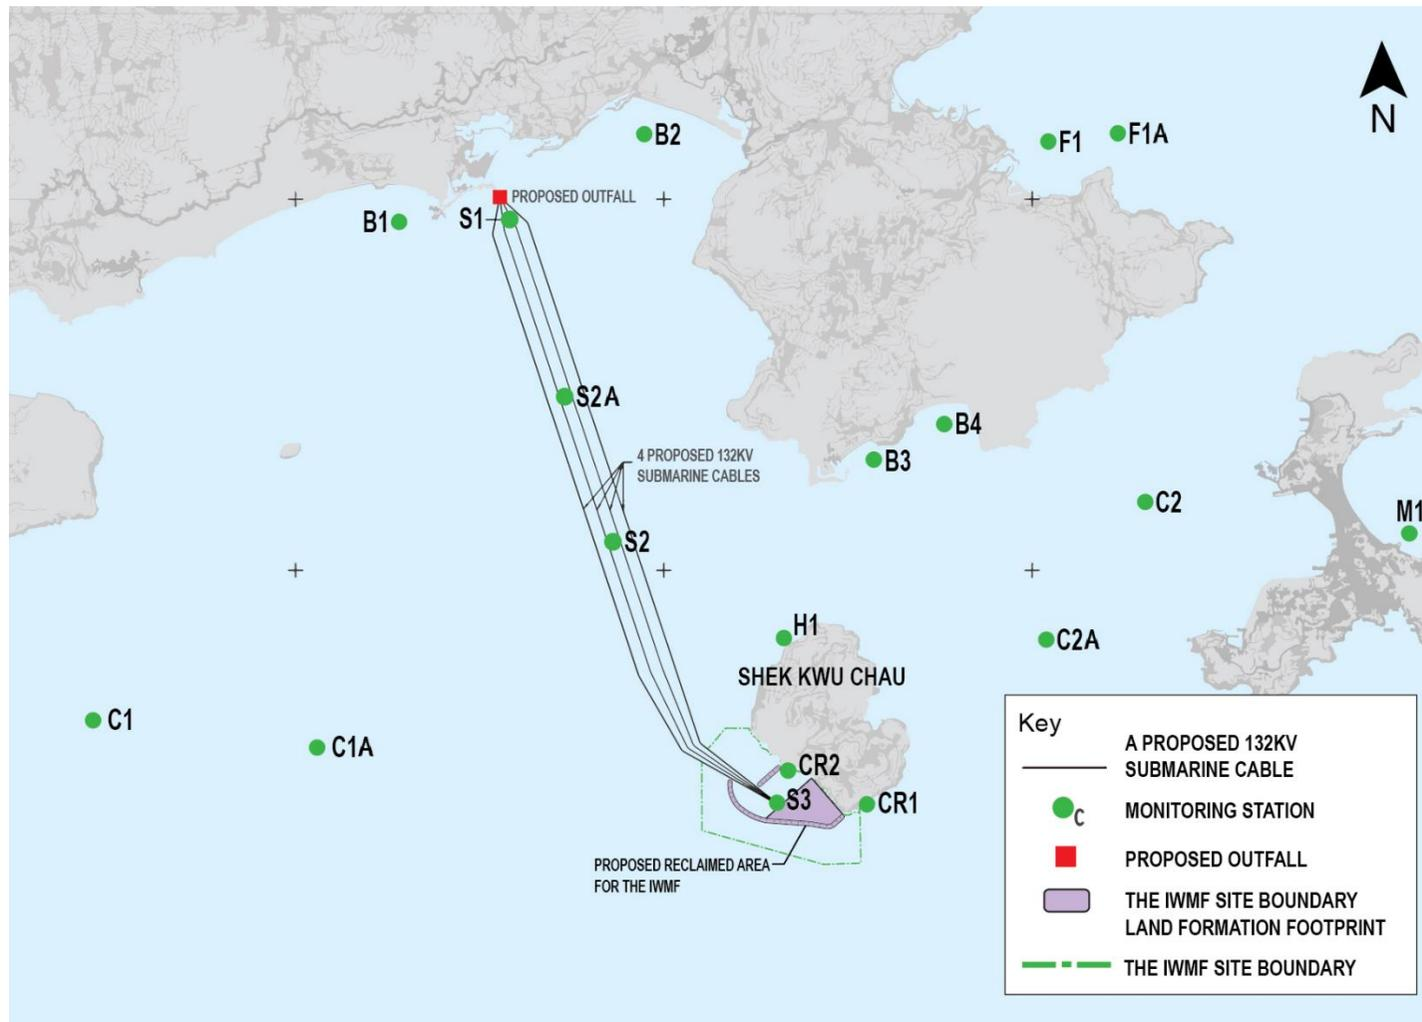 N
B2
F1
F1A
PROPOSED OUTFALL
B1
S1
S2A
B4
4 PROPOSED 132KV
SUBMARINE CABLES
B3
C2
M1
S2
H1
C2A
SHEK KWU CHAU
C1
C1A
CR2
S3
CR1
PROPOSED RECLAIMED AREA
FOR THE IWMF
Key
A PROPOSED 132KV
SUBMARINE CABLE
C
MONITORING STATION
PROPOSED OUTFALL
THE IWMF SITE BOUNDARY
LAND FORMATION FOOTPRINT
THE IWMF SITE BOUNDARY